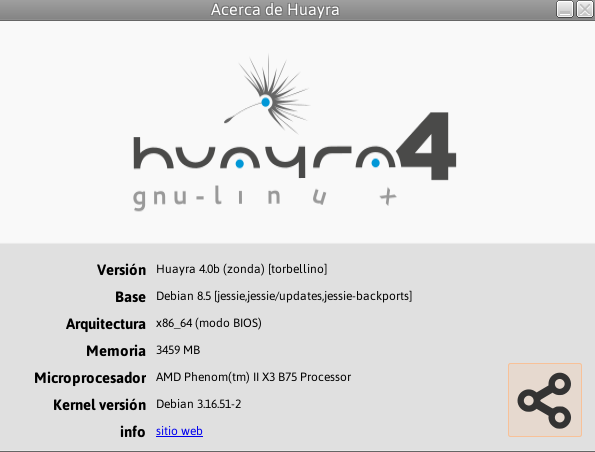 Acerca de Huayra
huayra4
gnu-linux
Versión Huayra 4.0b (zonda) [torbellino]
Base Debian 8.5 [jessie,jessie/updates,jessie-backports]
Arquitectura x86_64 (modo BIOS)
Memoria 3459 MB
Microprocesador AMD Phenom(tm) II X3 B75 Processor
Kernel versión Debian 3.16.51-2
info sitio web